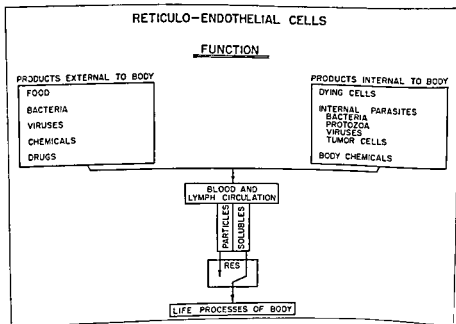 RETICULO-ENDOTHELIAL CELLS
FUNCTION
PRODUCTS EXTERNAL TO BODY
FOOD
BACTERIA
VIRUSES
CHEMICALS
DRUGS
PRODUCTS INTERNAL TO BODY
DYING CELLS
INTERNAL PARASITES
BACTERIA
PROTOZOA
VIRUSES
TUMOR CELLS
BODY CHEMICALS
BLOOD AND
LYMPH CIRCULATION
PARTICLES
SOLUBLES
RES
LIFE PROCESSES OF BODY